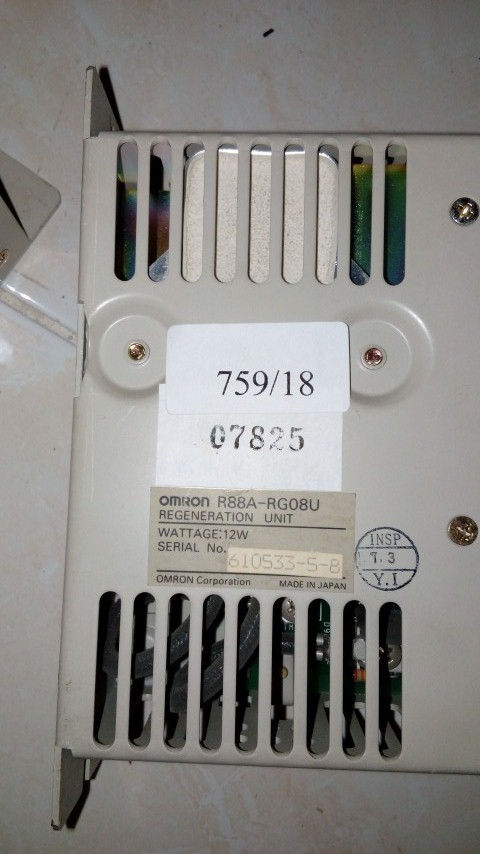 759/18
07825
OMRON R88A-RG08U
REGENERATION UNIT
WATTAGE:12W
SERIAL No. 610533-5-8
OMRON Corporation MADE IN JAPAN
INSP
7.3
Y.I